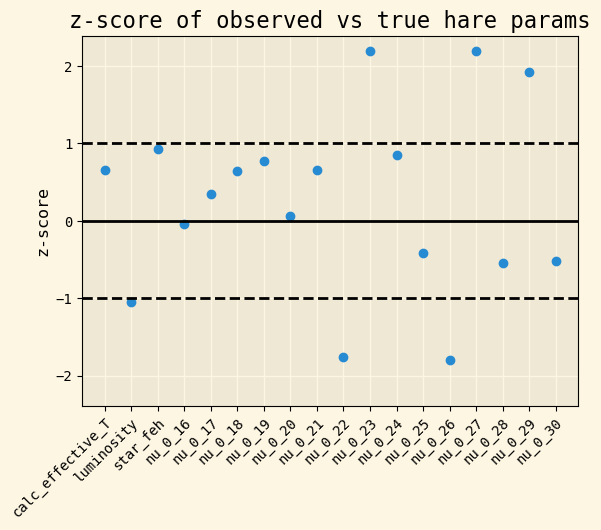 z-score of observed vs true hare params
z-score
2
1
0
−1
−2
calc_effective_T
luminosity
star_feh
nu_0_16
nu_0_17
nu_0_18
nu_0_19
nu_0_20
nu_0_21
nu_0_22
nu_0_23
nu_0_24
nu_0_25
nu_0_26
nu_0_27
nu_0_28
nu_0_29
nu_0_30